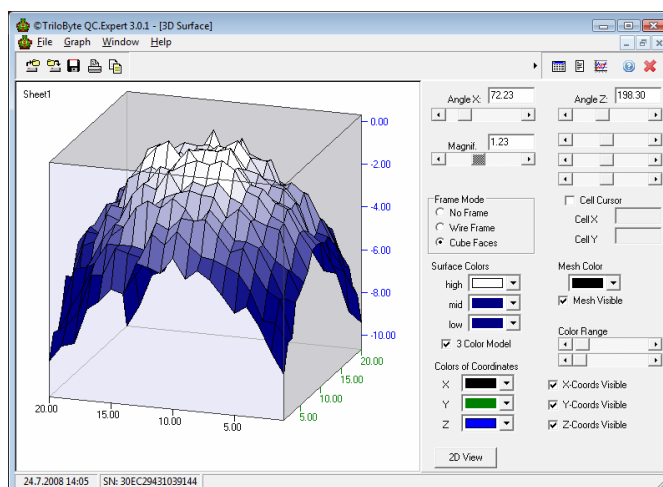 ©TriloByte QC.Expert 3.0.1 - [3D Surface]
File Graph Window Help
Sheet1
0.00
-2.00
-4.00
-6.00
-8.00
-10.00
20.00
15.00
10.00
5.00
20.00
15.00
10.00
5.00
Angle X: 72.23
Angle Z: 198.30
Magnif. 1.23
Frame Mode
No Frame
Wire Frame
Cube Faces
Cell Cursor
Cell X
Cell Y
Surface Colors
high
mid
low
3 Color Model
Mesh Color
Mesh Visible
Color Range
Colors of Coordinates
X
Y
Z
X-Coords Visible
Y-Coords Visible
Z-Coords Visible
2D View
24.7.2008 14:05 SN: 30EC29431039144